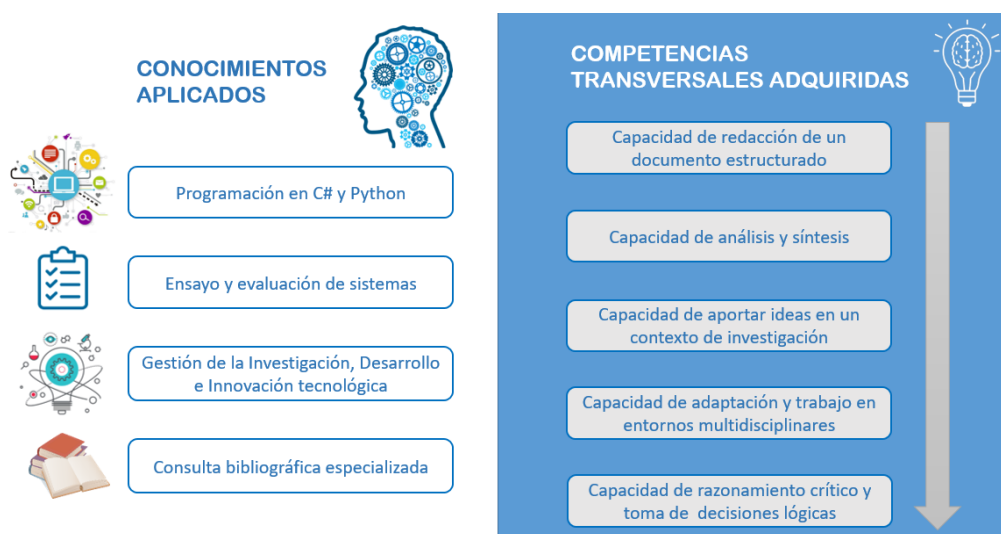 CONOCIMIENTOS
APLICADOS
Programación en C# y Python
Ensayo y evaluación de sistemas
Gestión de la Investigación, Desarrollo
e Innovación tecnológica
Consulta bibliográfica especializada
COMPETENCIAS
TRANSVERSALES ADQUIRIDAS
Capacidad de redacción de un
documento estructurado
Capacidad de análisis y síntesis
Capacidad de aportar ideas en un
contexto de investigación
Capacidad de adaptación y trabajo en
entornos multidisciplinares
Capacidad de razonamiento crítico y
toma de decisiones lógicas